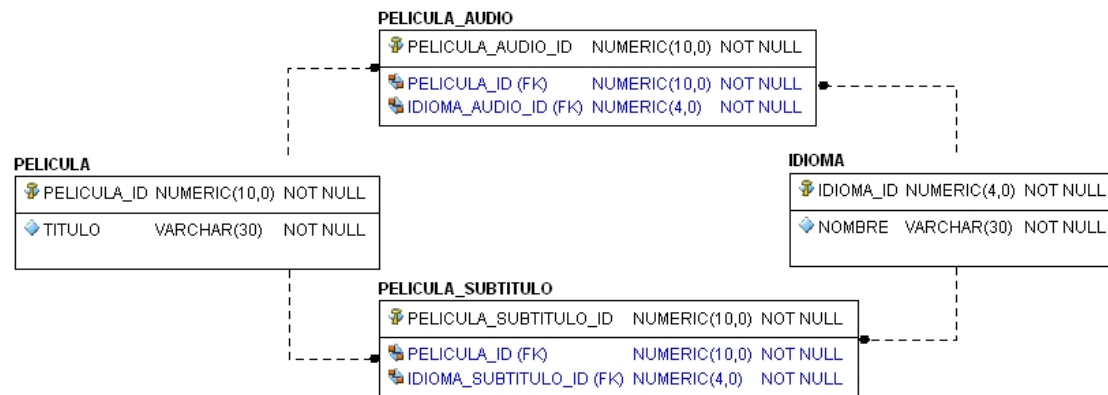 PELICULA_AUDIO
PELICULA_AUDIO_ID NUMERIC(10,0) NOT NULL
PELICULA_ID (FK) NUMERIC(10,0) NOT NULL
IDIOMA_AUDIO_ID (FK) NUMERIC(4,0) NOT NULL
PELICULA
PELICULA_ID NUMERIC(10,0) NOT NULL
TITULO VARCHAR(30) NOT NULL
IDIOMA
IDIOMA_ID NUMERIC(4,0) NOT NULL
NOMBRE VARCHAR(30) NOT NULL
PELICULA_SUBTITULO
PELICULA_SUBTITULO_ID NUMERIC(10,0) NOT NULL
PELICULA_ID (FK) NUMERIC(10,0) NOT NULL
IDIOMA_SUBTITULO_ID (FK) NUMERIC(4,0) NOT NULL